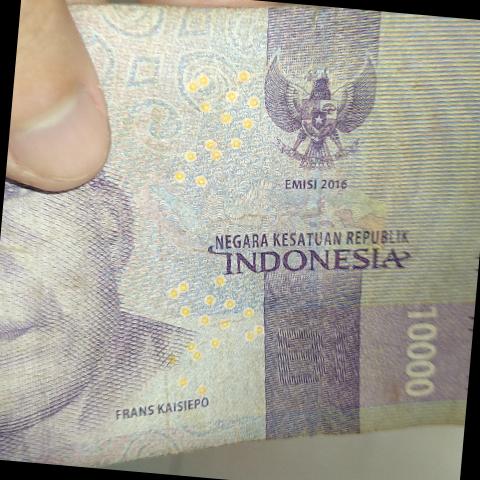 EMISI 2016
NEGARA KESATUAN REPUBLIK
INDONESIA
10000
FRANS KAISIEPO